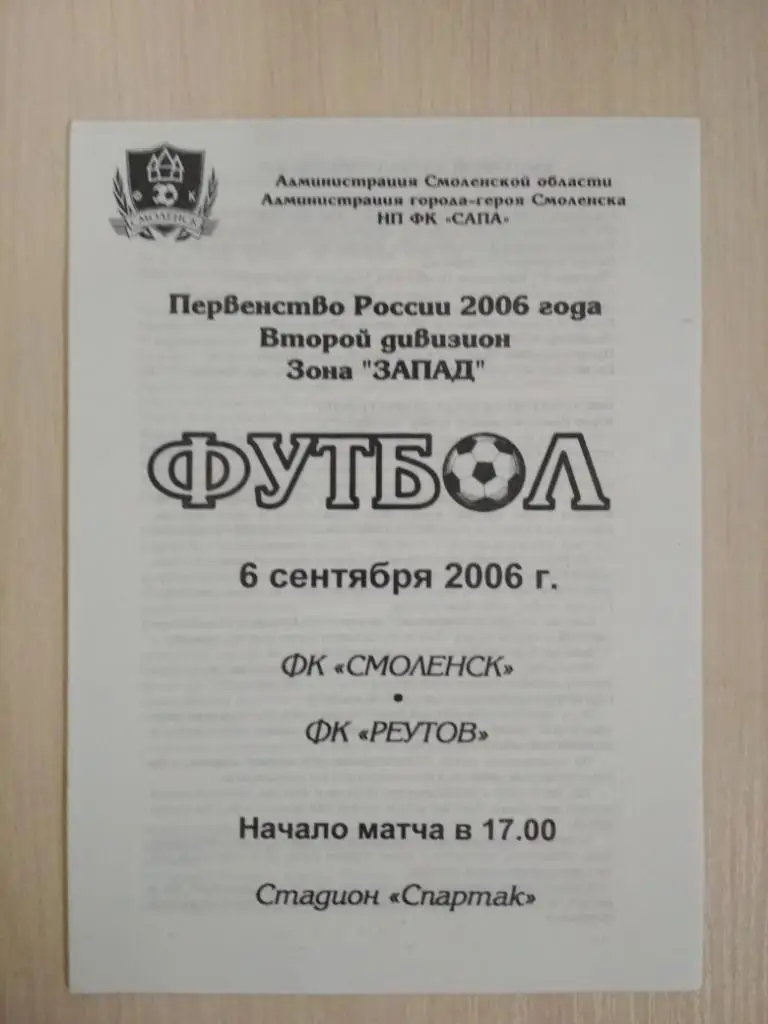 Ф К
СМОЛЕНСК
Администрация Смоленской области
Администрация города-героя Смоленска
НП ФК «САПА»
Первенство России 2006 года
Второй дивизион
Зона "ЗАПАД"
ФУТБОЛ
6 сентября 2006 г.
ФК «СМОЛЕНСК»
•
ФК «РЕУТОВ»
Начало матча в 17.00
Стадион «Спартак»